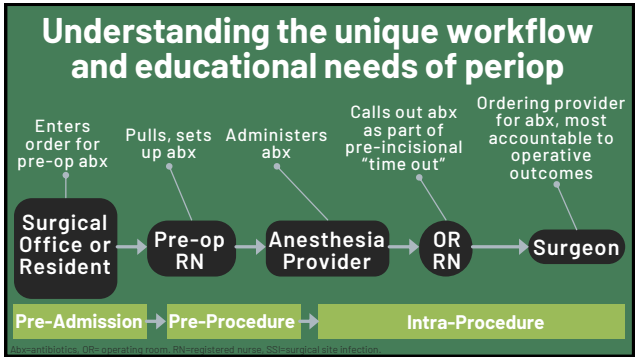 Understanding the unique workflow
and educational needs of periop
Enters
order for
pre-op abx
Pulls, sets
up abx
Administers
abx
Calls out abx
as part of
pre-incisional
“time out”
Ordering provider
for abx, most
accountable to
operative
outcomes
Surgical
Office or
Resident
Pre-op
RN
Anesthesia
Provider
OR
RN
Surgeon
Pre-Admission
Pre-Procedure
Intra-Procedure
Abx=antibiotics, OR= operating room, RN=registered nurse, SSI=surgical site infection.